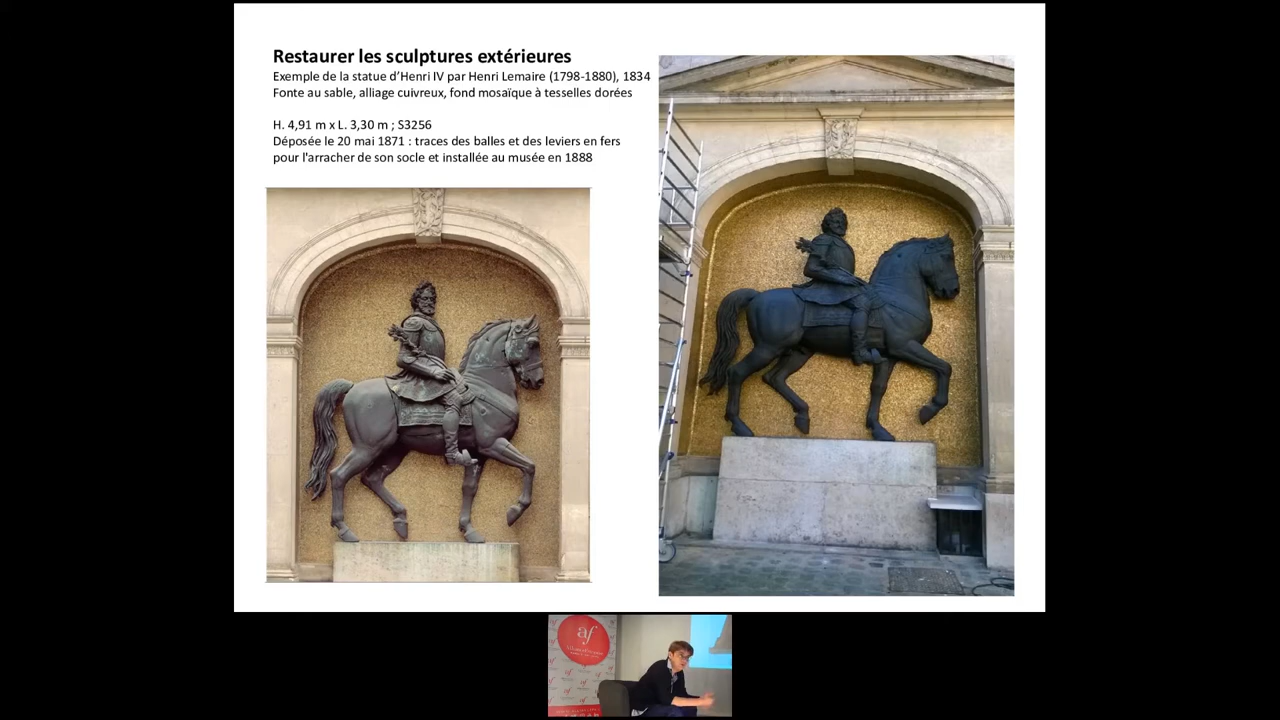 Restaurer les sculptures extérieures
Exemple de la statue d’Henri IV par Henri Lemaire (1798-1880), 1834
Fonte au sable, alliage cuivreux, fond mosaïque à tesselles dorées
H. 4,91 m x L. 3,30 m ; S3256
Déposée le 20 mai 1871 : traces des balles et des leviers en fers
pour l'arracher de son socle et installée au musée en 1888
af
AllianceFrançaise